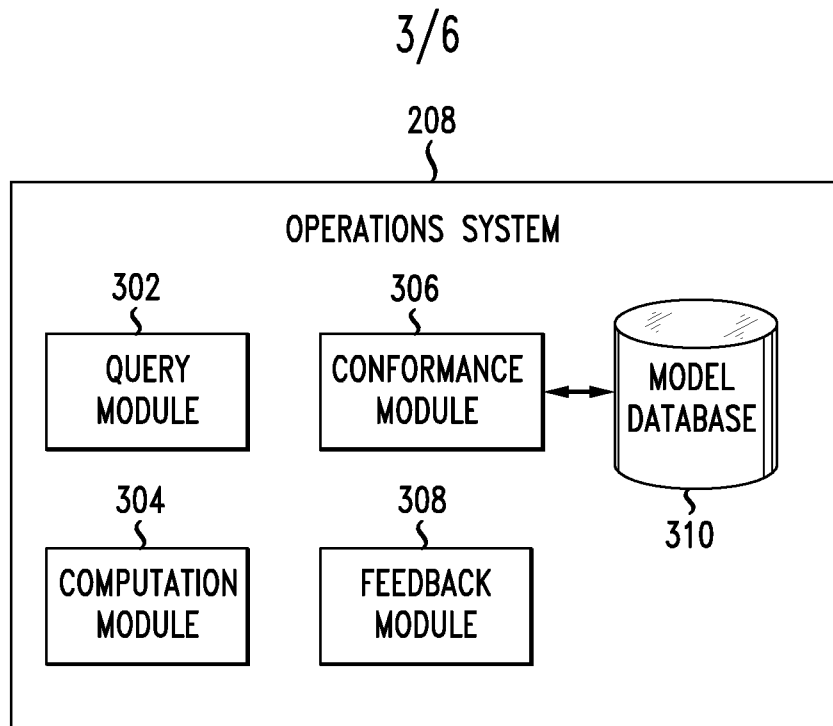 3/6
208
OPERATIONS SYSTEM
302
QUERY
MODULE
306
CONFORMANCE
MODULE
MODEL
DATABASE
310
304
COMPUTATION
MODULE
308
FEEDBACK
MODULE